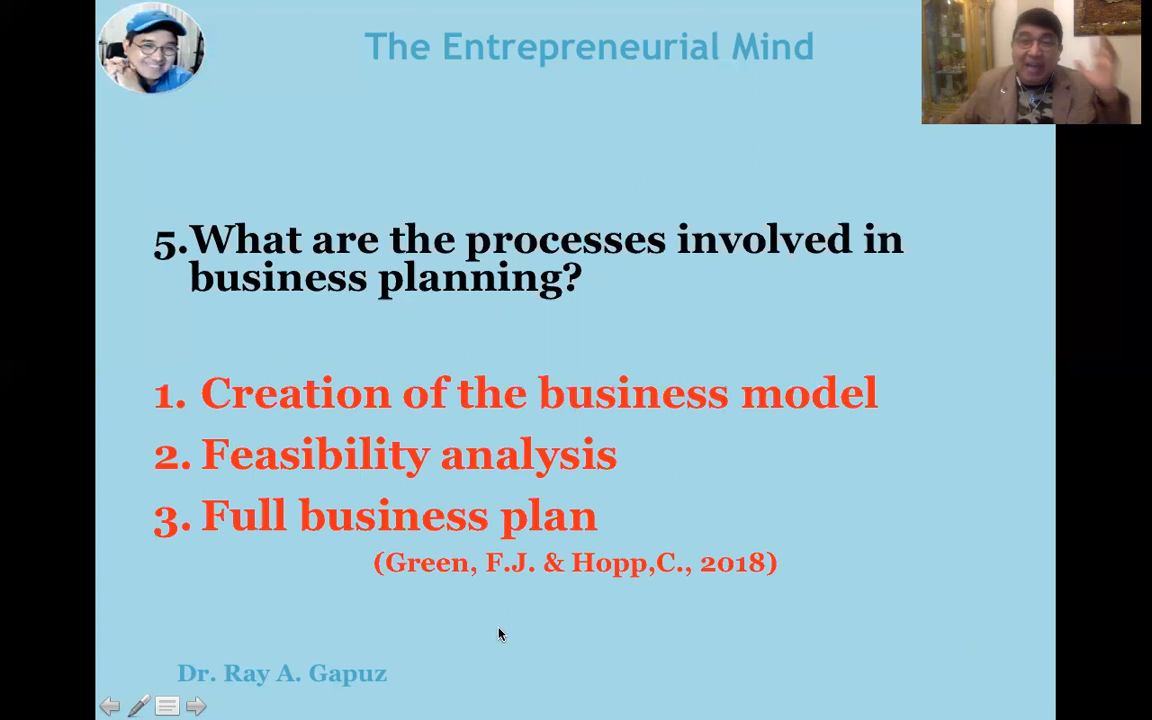 The Entrepreneurial Mind
5.What are the processes involved in
business planning?
1. Creation of the business model
2. Feasibility analysis
3. Full business plan
(Green, F.J. & Hopp,C., 2018)
Dr. Ray A. Gapuz